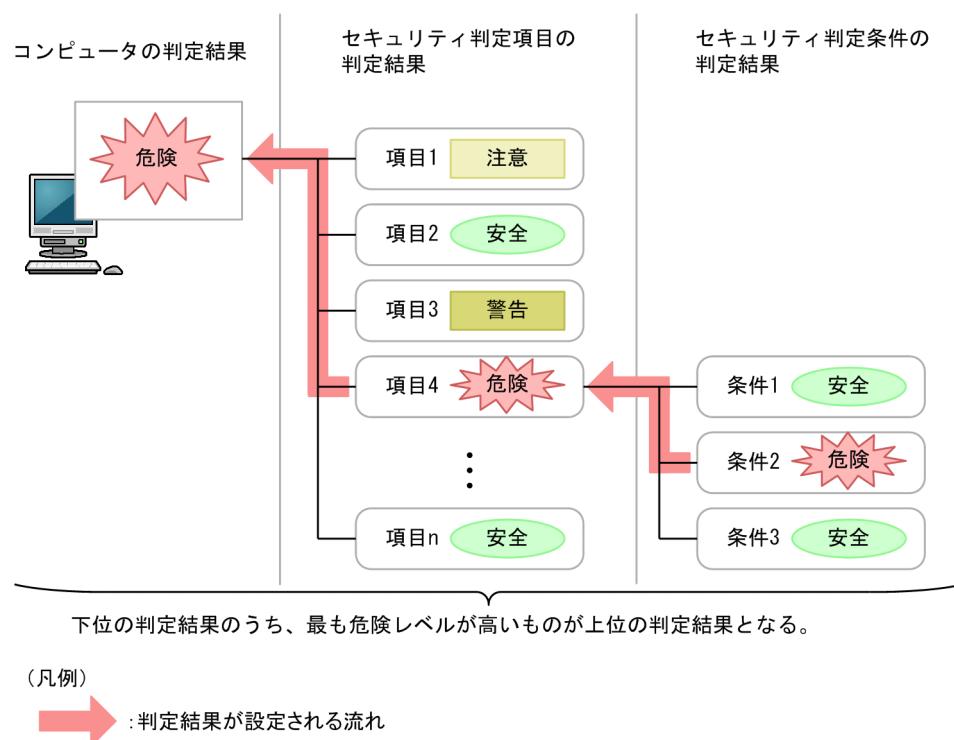 コンピュータの判定結果
セキュリティ判定項目の
判定結果
セキュリティ判定条件の
判定結果
危険
項目1 注意
項目2 安全
項目3 警告
項目4 危険
項目n 安全
条件1 安全
条件2 危険
条件3 安全
下位の判定結果のうち、最も危険レベルが高いものが上位の判定結果となる。
(凡例)
:判定結果が設定される流れ